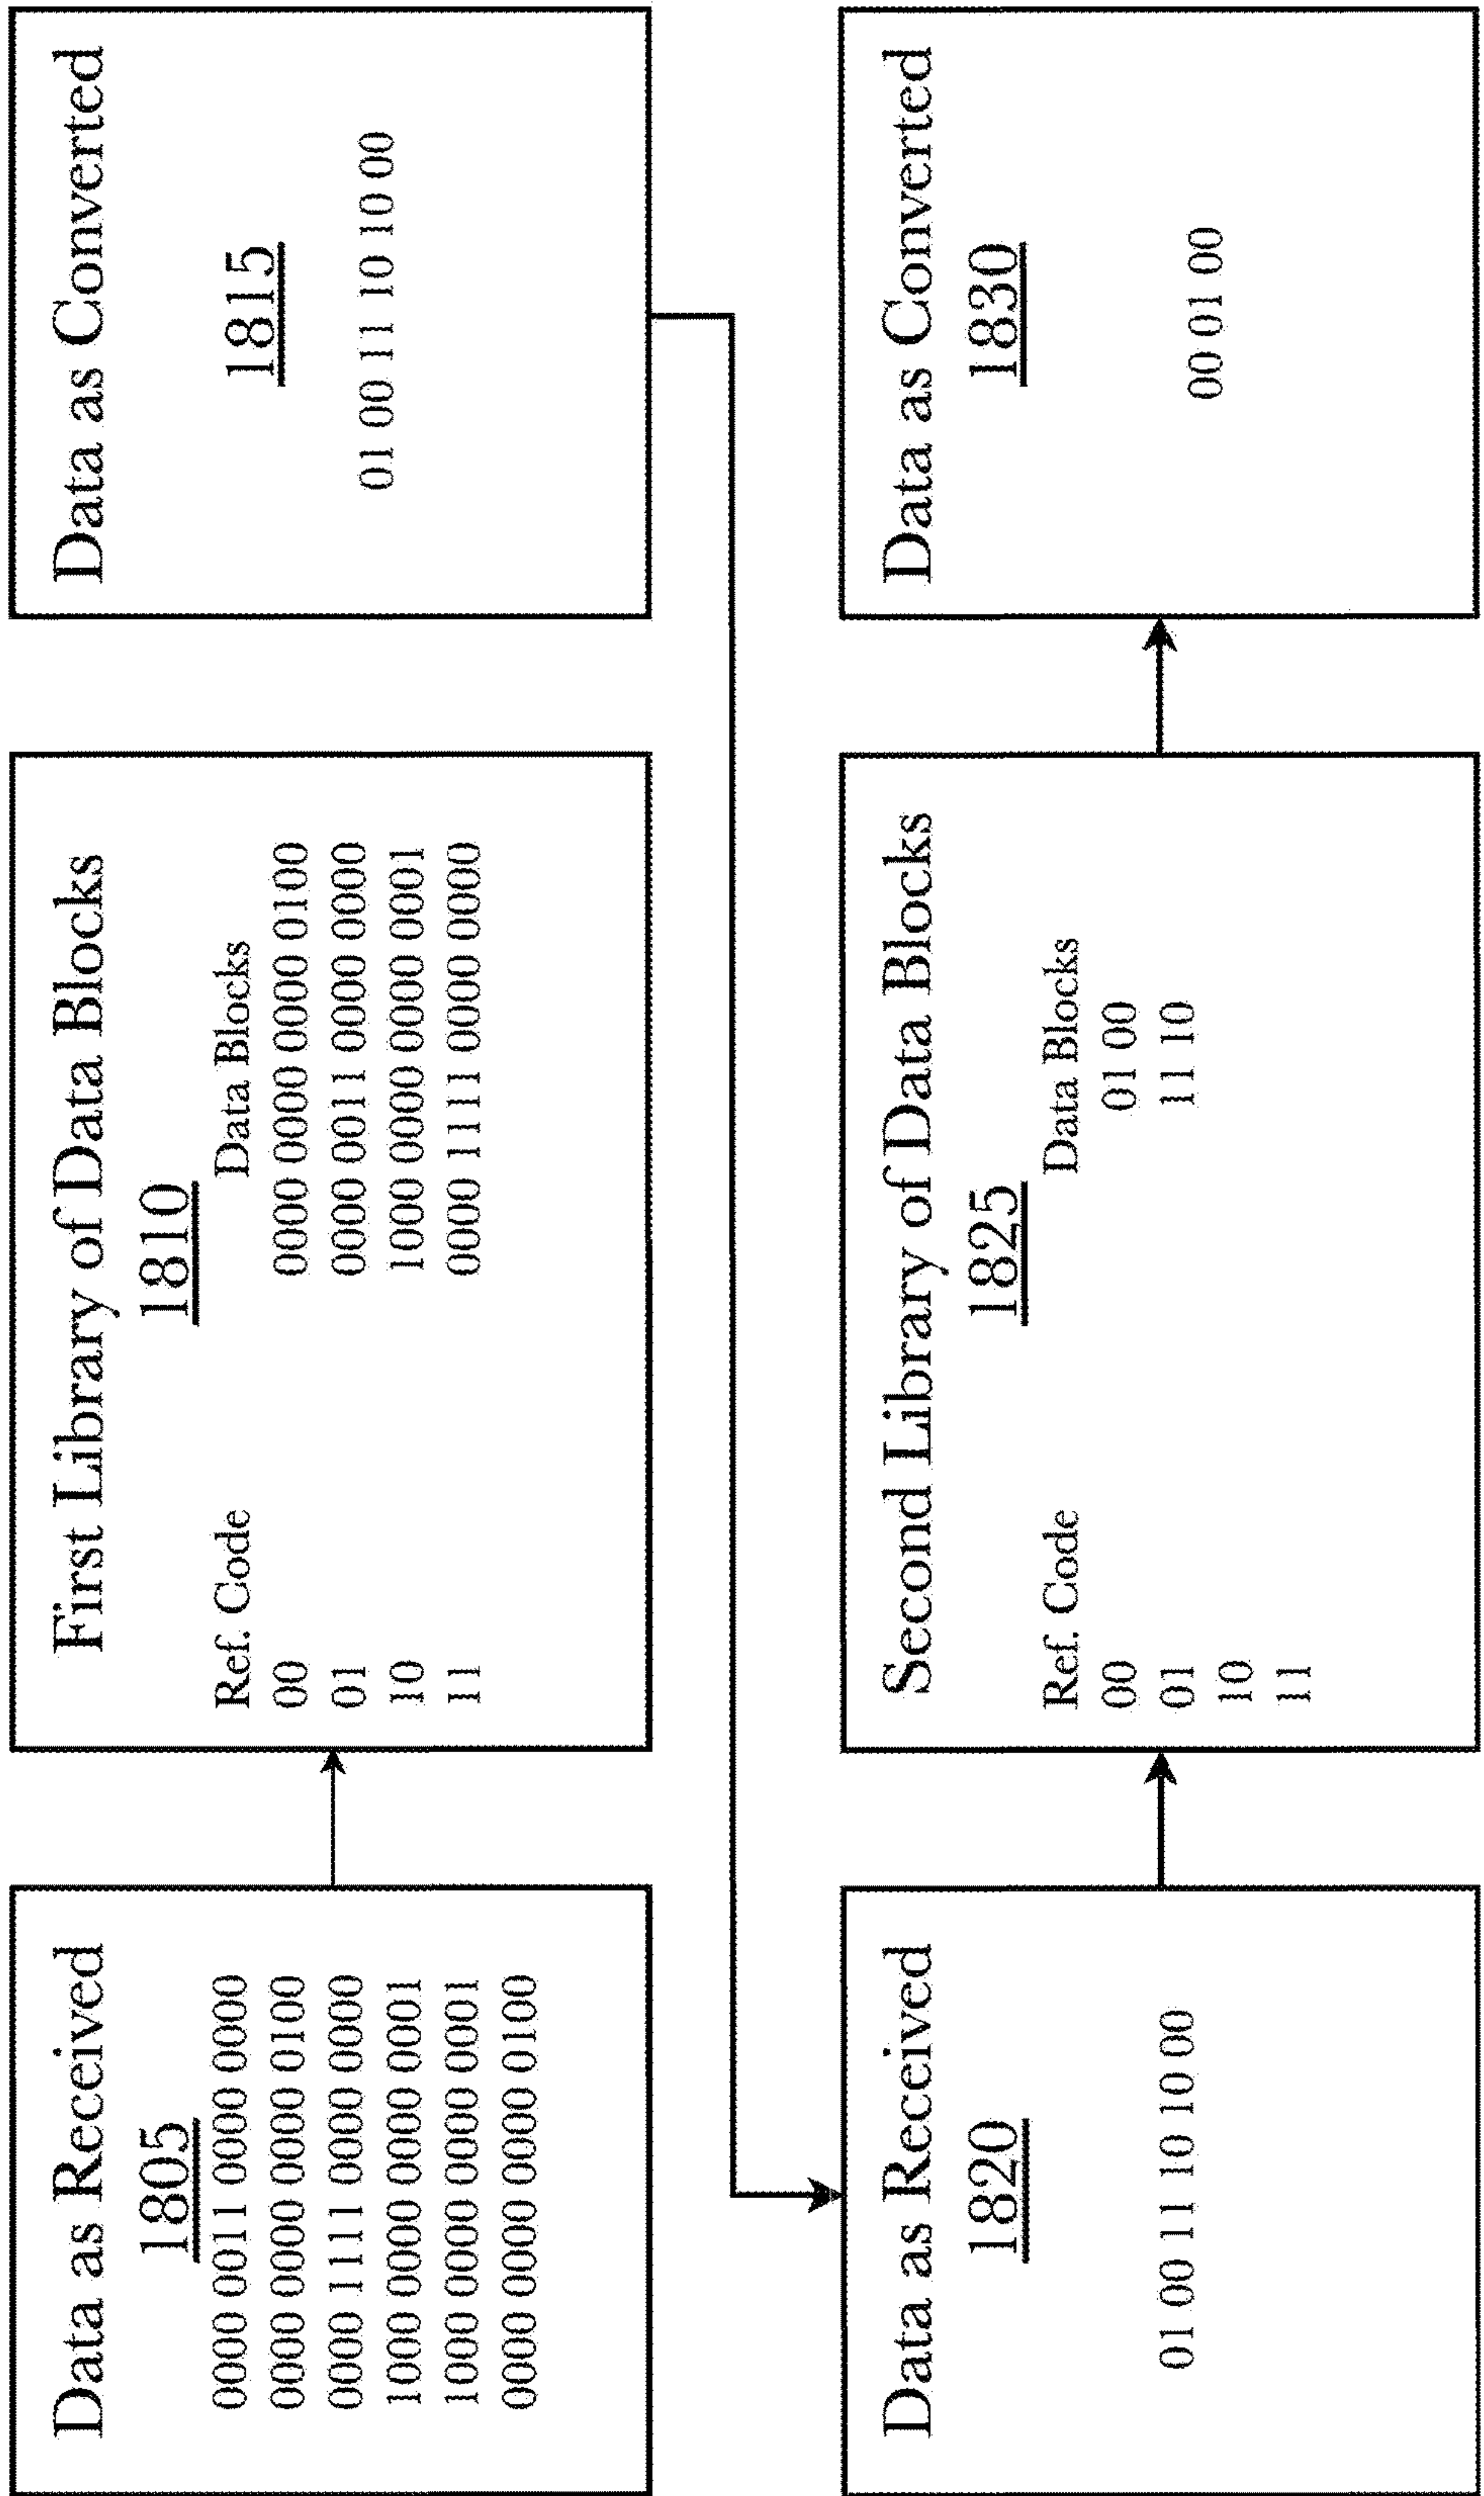 Data as Received
1805
0000 0011 0000 0000
0000 0000 0000 0100
0000 1111 0000 0000
1000 0000 0000 0001
1000 0000 0000 0001
0000 0000 0000 0100
First Library of Data Blocks
1810
Ref. Code Data Blocks
00 0000 0000 0000 0100
01 0000 0011 0000 0000
10 1000 0000 0000 0001
11 0000 1111 0000 0000
Data as Converted
1815
01 00 11 10 10 00
Data as Received
1820
01 00 11 10 10 00
Second Library of Data Blocks
1825
Ref. Code Data Blocks
00 01 00
01 11 10
10
11
Data as Converted
1830
00 01 00